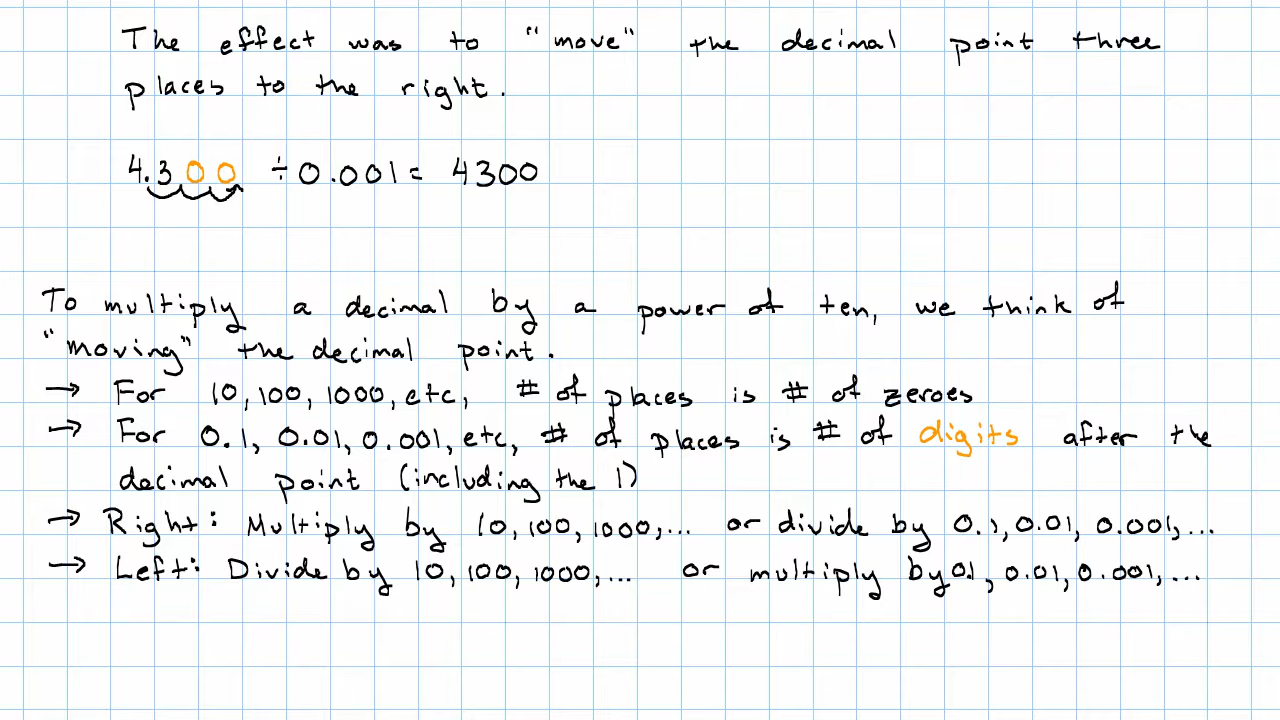 The effect was to "move" the decimal point three
places to the right.
4.300 ÷ 0.001 = 4300
To multiply a decimal by a power of ten, we think of
"moving" the decimal point.
→ For 10, 100, 1000, etc, # of places is # of zeroes
→ For 0.1, 0.01, 0.001, etc, # of places is # of digits after the
decimal point (including the 1)
→ Right: Multiply by 10, 100, 1000,... or divide by 0.1, 0.01, 0.001,...
→ Left: Divide by 10, 100, 1000,... or multiply by 0.1, 0.01, 0.001,...